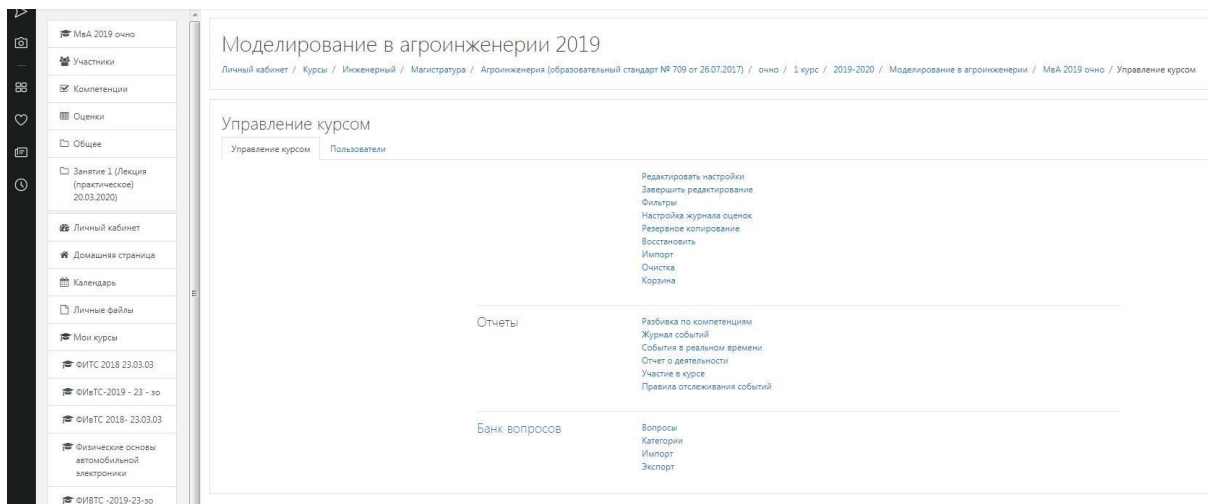 МвА 2019 очно
Участники
Компетенции
Оценки
Общее
Занятие 1 (Лекция
(практическое)
20.03.2020)
Личный кабинет
Домашняя страница
Календарь
Личные файлы
Мои курсы
ФИТС 2018 23.03.03
ФИвТС-2019 - 23 - зо
ФИвТС 2018- 23.03.03
Физические основы
автомобильной
электроники
ФИВТС -2019-23-зо
Моделирование в агроинженерии 2019
Личный кабинет / Курсы / Инженерный / Магистратура / Агроинженерия (образовательный стандарт № 709 от 26.07.2017) / очно / 1 курс / 2019-2020 / Моделирование в агроинженерии / МвА 2019 очно / Управление курсом
Управление курсом
Управление курсом Пользователи
Редактировать настройки
Завершить редактирование
Фильтры
Настройка журнала оценок
Резервное копирование
Восстановить
Импорт
Очистка
Корзина
Отчеты
Разбивка по компетенциям
Журнал событий
События в реальном времени
Отчет о деятельности
Участие в курсе
Правила отслеживания событий
Банк вопросов
Вопросы
Категории
Импорт
Экспорт